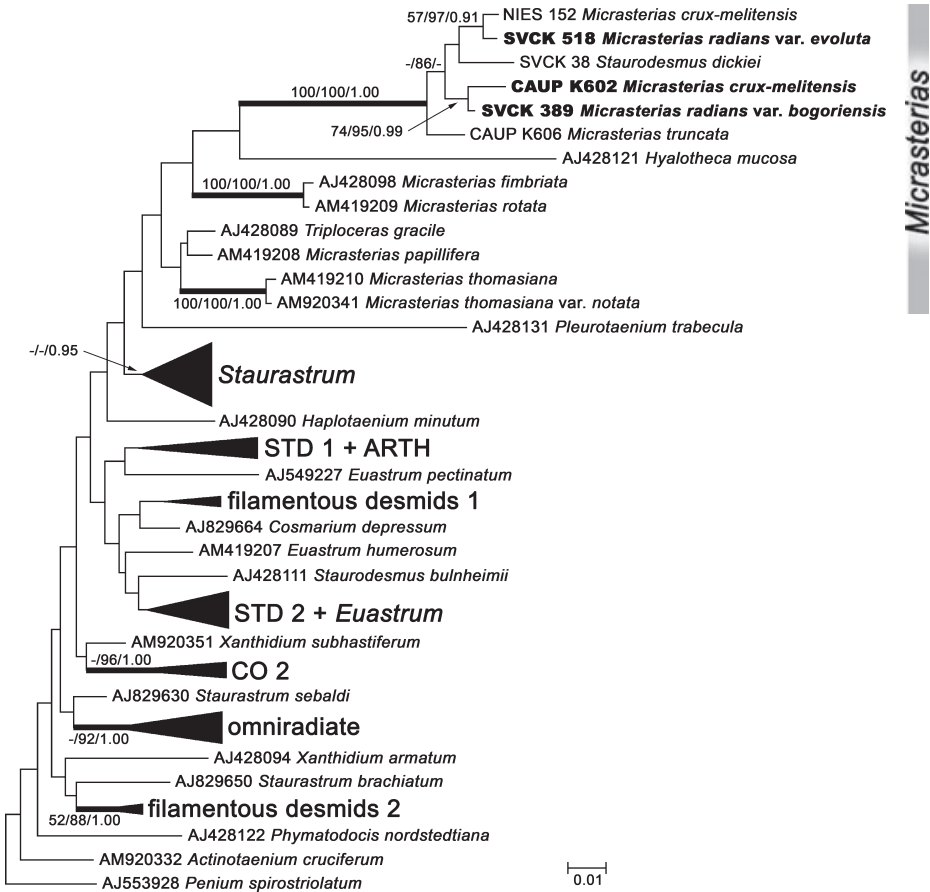 57/97/0.91
NIES 152 Micrasterias crux-melitensis
SVCK 518 Micrasterias radians var. evoluta
-/86/-
SVCK 38 Staurodesmus dickiei
100/100/1.00
CAUP K602 Micrasterias crux-melitensis
SVCK 389 Micrasterias radians var. bogoriensis
74/95/0.99
CAUP K606 Micrasterias truncata
AJ428121 Hyalotheca mucosa
100/100/1.00
AJ428098 Micrasterias fimbriata
AM419209 Micrasterias rotata
AJ428089 Triploceras gracile
AM419208 Micrasterias papillifera
AM419210 Micrasterias thomasiana
100/100/1.00
AM920341 Micrasterias thomasiana var. notata
AJ428131 Pleurotaenium trabecula
-/-/0.95
Staurastrum
AJ428090 Haplotaenium minutum
STD 1 + ARTH
AJ549227 Euastrum pectinatum
filamentous desmids 1
AJ829664 Cosmarium depressum
AM419207 Euastrum humerosum
AJ428111 Staurodesmus bulnheimii
STD 2 + Euastrum
AM920351 Xanthidium subhastiferum
-/96/1.00
CO 2
AJ829630 Staurastrum sebaldi
omniradiate
-/92/1.00
AJ428094 Xanthidium armatum
AJ829650 Staurastrum brachiatum
filamentous desmids 2
52/88/1.00
AJ428122 Phymatodocis nordstedtiana
AM920332 Actinotaenium cruciferum
AJ553928 Penium spirostriolatum
0.01
Micrasterias